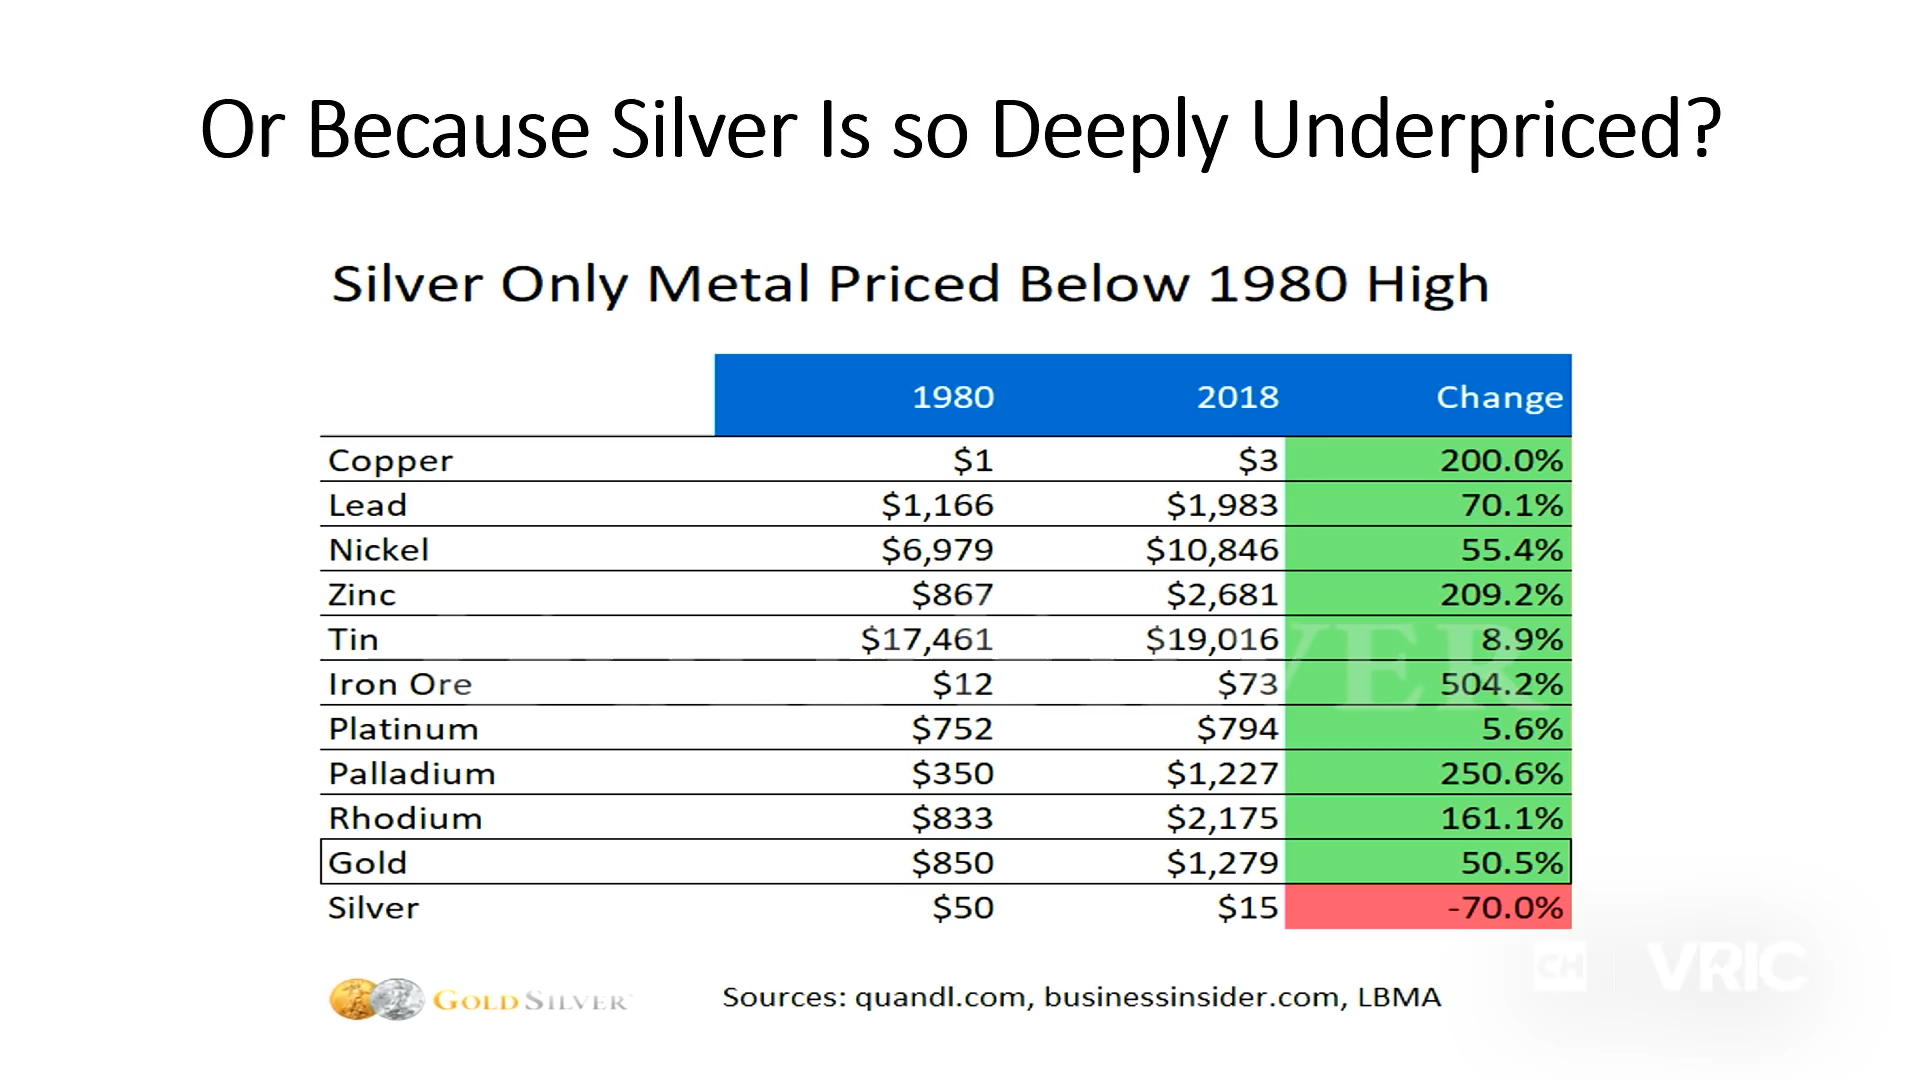 Or Because Silver Is so Deeply Underpriced?
Silver Only Metal Priced Below 1980 High
1980 2018 Change
Copper $1 $3 200.0%
Lead $1,166 $1,983 70.1%
Nickel $6,979 $10,846 55.4%
Zinc $867 $2,681 209.2%
Tin $17,461 $19,016 8.9%
Iron Ore $12 $73 504.2%
Platinum $752 $794 5.6%
Palladium $350 $1,227 250.6%
Rhodium $833 $2,175 161.1%
Gold $850 $1,279 50.5%
Silver $50 $15 -70.0%
GOLD SILVER
Sources: quandl.com, businessinsider.com, LBMA
CH VRIC